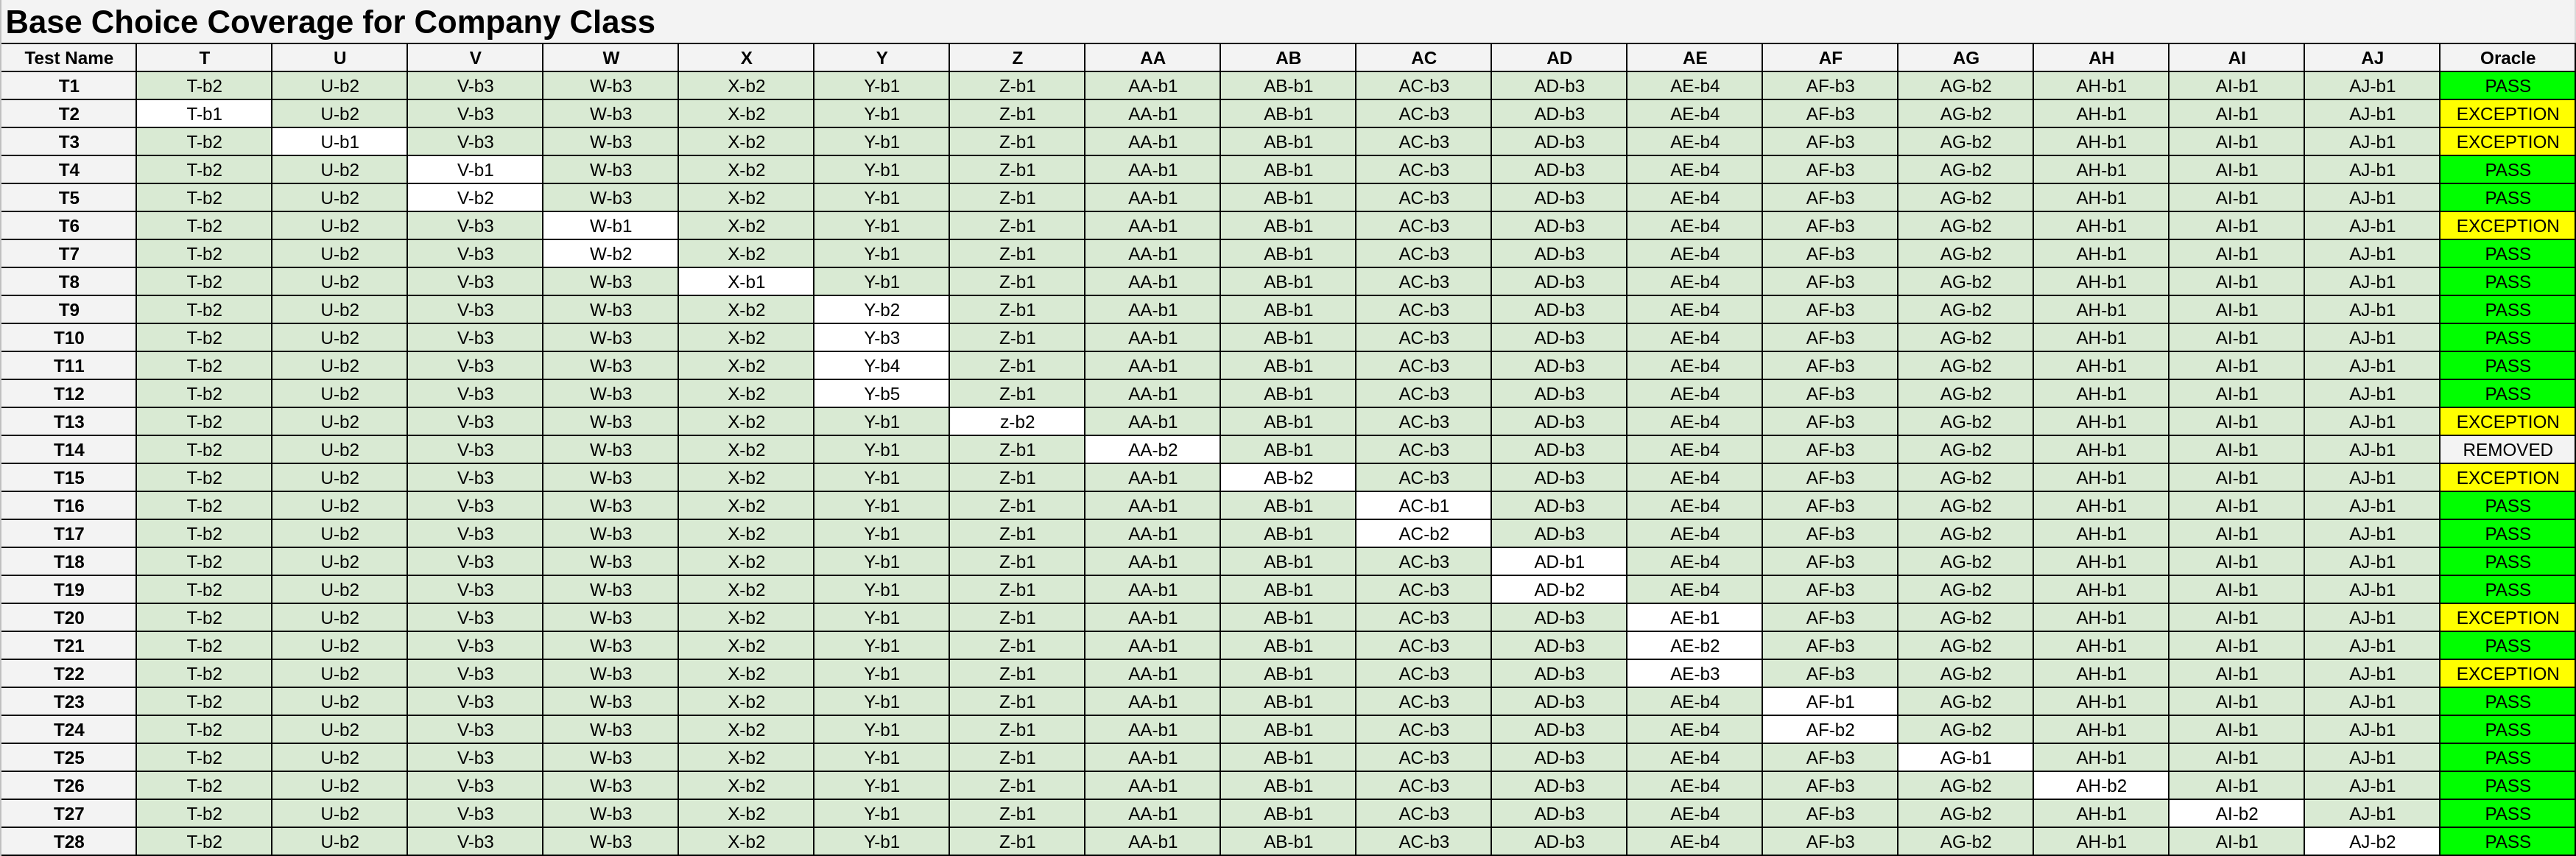 Base Choice Coverage for Company Class
Test Name T U V W X Y Z AA AB AC AD AE AF AG AH AI AJ Oracle
T1 T-b2 U-b2 V-b3 W-b3 X-b2 Y-b1 Z-b1 AA-b1 AB-b1 AC-b3 AD-b3 AE-b4 AF-b3 AG-b2 AH-b1 AI-b1 AJ-b1 PASS
T2 T-b1 U-b2 V-b3 W-b3 X-b2 Y-b1 Z-b1 AA-b1 AB-b1 AC-b3 AD-b3 AE-b4 AF-b3 AG-b2 AH-b1 AI-b1 AJ-b1 EXCEPTION
T3 T-b2 U-b1 V-b3 W-b3 X-b2 Y-b1 Z-b1 AA-b1 AB-b1 AC-b3 AD-b3 AE-b4 AF-b3 AG-b2 AH-b1 AI-b1 AJ-b1 EXCEPTION
T4 T-b2 U-b2 V-b1 W-b3 X-b2 Y-b1 Z-b1 AA-b1 AB-b1 AC-b3 AD-b3 AE-b4 AF-b3 AG-b2 AH-b1 AI-b1 AJ-b1 PASS
T5 T-b2 U-b2 V-b2 W-b3 X-b2 Y-b1 Z-b1 AA-b1 AB-b1 AC-b3 AD-b3 AE-b4 AF-b3 AG-b2 AH-b1 AI-b1 AJ-b1 PASS
T6 T-b2 U-b2 V-b3 W-b1 X-b2 Y-b1 Z-b1 AA-b1 AB-b1 AC-b3 AD-b3 AE-b4 AF-b3 AG-b2 AH-b1 AI-b1 AJ-b1 EXCEPTION
T7 T-b2 U-b2 V-b3 W-b2 X-b2 Y-b1 Z-b1 AA-b1 AB-b1 AC-b3 AD-b3 AE-b4 AF-b3 AG-b2 AH-b1 AI-b1 AJ-b1 PASS
T8 T-b2 U-b2 V-b3 W-b3 X-b1 Y-b1 Z-b1 AA-b1 AB-b1 AC-b3 AD-b3 AE-b4 AF-b3 AG-b2 AH-b1 AI-b1 AJ-b1 PASS
T9 T-b2 U-b2 V-b3 W-b3 X-b2 Y-b2 Z-b1 AA-b1 AB-b1 AC-b3 AD-b3 AE-b4 AF-b3 AG-b2 AH-b1 AI-b1 AJ-b1 PASS
T10 T-b2 U-b2 V-b3 W-b3 X-b2 Y-b3 Z-b1 AA-b1 AB-b1 AC-b3 AD-b3 AE-b4 AF-b3 AG-b2 AH-b1 AI-b1 AJ-b1 PASS
T11 T-b2 U-b2 V-b3 W-b3 X-b2 Y-b4 Z-b1 AA-b1 AB-b1 AC-b3 AD-b3 AE-b4 AF-b3 AG-b2 AH-b1 AI-b1 AJ-b1 PASS
T12 T-b2 U-b2 V-b3 W-b3 X-b2 Y-b5 Z-b1 AA-b1 AB-b1 AC-b3 AD-b3 AE-b4 AF-b3 AG-b2 AH-b1 AI-b1 AJ-b1 PASS
T13 T-b2 U-b2 V-b3 W-b3 X-b2 Y-b1 z-b2 AA-b1 AB-b1 AC-b3 AD-b3 AE-b4 AF-b3 AG-b2 AH-b1 AI-b1 AJ-b1 EXCEPTION
T14 T-b2 U-b2 V-b3 W-b3 X-b2 Y-b1 Z-b1 AA-b2 AB-b1 AC-b3 AD-b3 AE-b4 AF-b3 AG-b2 AH-b1 AI-b1 AJ-b1 REMOVED
T15 T-b2 U-b2 V-b3 W-b3 X-b2 Y-b1 Z-b1 AA-b1 AB-b2 AC-b3 AD-b3 AE-b4 AF-b3 AG-b2 AH-b1 AI-b1 AJ-b1 EXCEPTION
T16 T-b2 U-b2 V-b3 W-b3 X-b2 Y-b1 Z-b1 AA-b1 AB-b1 AC-b1 AD-b3 AE-b4 AF-b3 AG-b2 AH-b1 AI-b1 AJ-b1 PASS
T17 T-b2 U-b2 V-b3 W-b3 X-b2 Y-b1 Z-b1 AA-b1 AB-b1 AC-b2 AD-b3 AE-b4 AF-b3 AG-b2 AH-b1 AI-b1 AJ-b1 PASS
T18 T-b2 U-b2 V-b3 W-b3 X-b2 Y-b1 Z-b1 AA-b1 AB-b1 AC-b3 AD-b1 AE-b4 AF-b3 AG-b2 AH-b1 AI-b1 AJ-b1 PASS
T19 T-b2 U-b2 V-b3 W-b3 X-b2 Y-b1 Z-b1 AA-b1 AB-b1 AC-b3 AD-b2 AE-b4 AF-b3 AG-b2 AH-b1 AI-b1 AJ-b1 PASS
T20 T-b2 U-b2 V-b3 W-b3 X-b2 Y-b1 Z-b1 AA-b1 AB-b1 AC-b3 AD-b3 AE-b1 AF-b3 AG-b2 AH-b1 AI-b1 AJ-b1 EXCEPTION
T21 T-b2 U-b2 V-b3 W-b3 X-b2 Y-b1 Z-b1 AA-b1 AB-b1 AC-b3 AD-b3 AE-b2 AF-b3 AG-b2 AH-b1 AI-b1 AJ-b1 PASS
T22 T-b2 U-b2 V-b3 W-b3 X-b2 Y-b1 Z-b1 AA-b1 AB-b1 AC-b3 AD-b3 AE-b3 AF-b3 AG-b2 AH-b1 AI-b1 AJ-b1 EXCEPTION
T23 T-b2 U-b2 V-b3 W-b3 X-b2 Y-b1 Z-b1 AA-b1 AB-b1 AC-b3 AD-b3 AE-b4 AF-b1 AG-b2 AH-b1 AI-b1 AJ-b1 PASS
T24 T-b2 U-b2 V-b3 W-b3 X-b2 Y-b1 Z-b1 AA-b1 AB-b1 AC-b3 AD-b3 AE-b4 AF-b2 AG-b2 AH-b1 AI-b1 AJ-b1 PASS
T25 T-b2 U-b2 V-b3 W-b3 X-b2 Y-b1 Z-b1 AA-b1 AB-b1 AC-b3 AD-b3 AE-b4 AF-b3 AG-b1 AH-b1 AI-b1 AJ-b1 PASS
T26 T-b2 U-b2 V-b3 W-b3 X-b2 Y-b1 Z-b1 AA-b1 AB-b1 AC-b3 AD-b3 AE-b4 AF-b3 AG-b2 AH-b2 AI-b1 AJ-b1 PASS
T27 T-b2 U-b2 V-b3 W-b3 X-b2 Y-b1 Z-b1 AA-b1 AB-b1 AC-b3 AD-b3 AE-b4 AF-b3 AG-b2 AH-b1 AI-b2 AJ-b1 PASS
T28 T-b2 U-b2 V-b3 W-b3 X-b2 Y-b1 Z-b1 AA-b1 AB-b1 AC-b3 AD-b3 AE-b4 AF-b3 AG-b2 AH-b1 AI-b1 AJ-b2 PASS